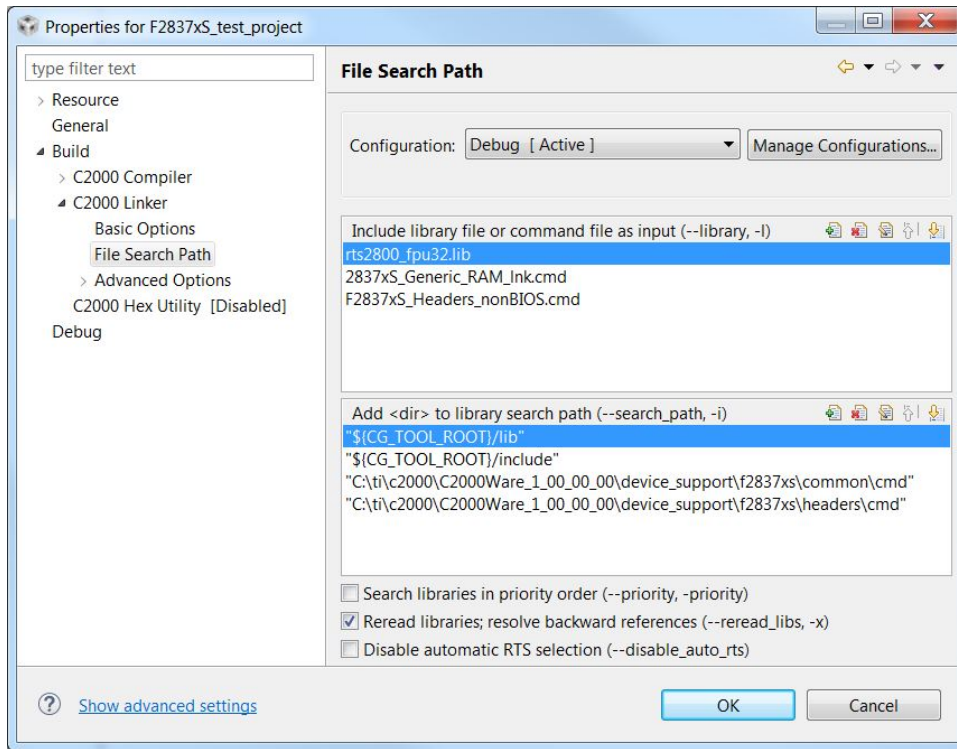 Properties for F2837xS_test_project
type filter text
Resource
General
Build
C2000 Compiler
C2000 Linker
Basic Options
File Search Path
Advanced Options
C2000 Hex Utility [Disabled]
Debug
File Search Path
Configuration: Debug [ Active ] Manage Configurations...
Include library file or command file as input (--library, -l)
rts2800_fpu32.lib
2837xS_Generic_RAM_lnk.cmd
F2837xS_Headers_nonBIOS.cmd
Add <dir> to library search path (--search_path, -i)
"${CG_TOOL_ROOT}/lib"
"${CG_TOOL_ROOT}/include"
"C:\ti\c2000\C2000Ware_1_00_00_00\device_support\f2837xs\common\cmd"
"C:\ti\c2000\C2000Ware_1_00_00_00\device_support\f2837xs\headers\cmd"
Search libraries in priority order (--priority, -priority)
Reread libraries; resolve backward references (--reread_libs, -x)
Disable automatic RTS selection (--disable_auto_rts)
? Show advanced settings OK Cancel